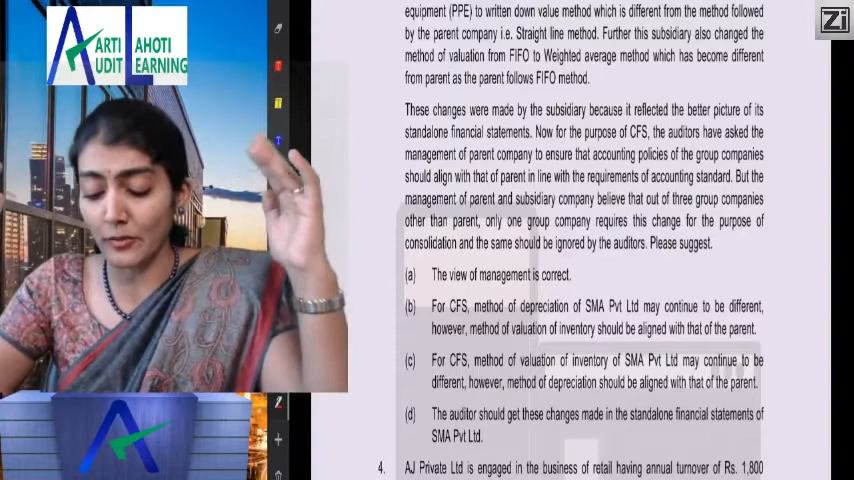 ARTI LAHOTI
AUDIT LEARNING
Zi
equipment (PPE) to written down value method which is different from the method followed
by the parent company i.e. Straight line method. Further this subsidiary also changed the
method of valuation from FIFO to Weighted average method which has become different
from parent as the parent follows FIFO method.
These changes were made by the subsidiary because it reflected the better picture of its
standalone financial statements. Now for the purpose of CFS, the auditors have asked the
management of parent company to ensure that accounting policies of the group companies
should align with that of parent in line with the requirements of accounting standard. But the
management of parent and subsidiary company believe that out of three group companies
other than parent, only one group company requires this change for the purpose of
consolidation and the same should be ignored by the auditors. Please suggest.
(a) The view of management is correct.
(b) For CFS, method of depreciation of SMA Pvt Ltd may continue to be different,
however, method of valuation of inventory should be aligned with that of the parent.
(c) For CFS, method of valuation of inventory of SMA Pvt Ltd may continue to be
different, however, method of depreciation should be aligned with that of the parent.
(d) The auditor should get these changes made in the standalone financial statements of
SMA Pvt Ltd.
4. AJ Private Ltd is engaged in the business of retail having annual turnover of Rs. 1,800